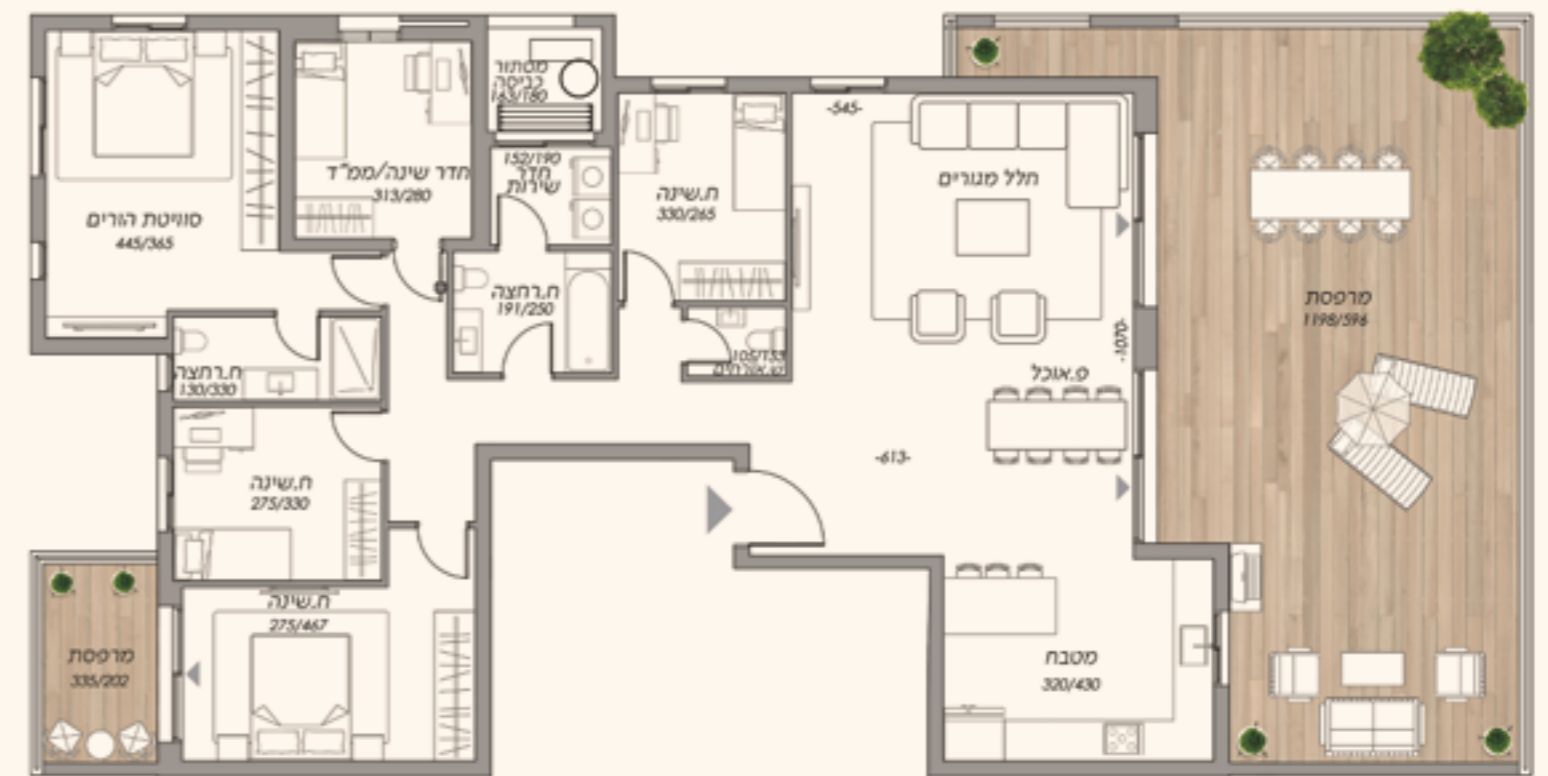 סוויטת הורים
445/365
חדר שינה/ממ"ד
313/280
מסתור
כביסה
163/180
152/190
חדר
שירות
ח.רחצה
191/250
ח.שינה
330/265
105/133
ש.אורחים
-545-
חלל מגורים
-1070-
פ.אוכל
-613-
מרפסת
1198/596
ח.רחצה
130/330
ח.שינה
275/330
ח.שינה
275/467
מרפסת
335/202
מטבח
320/430